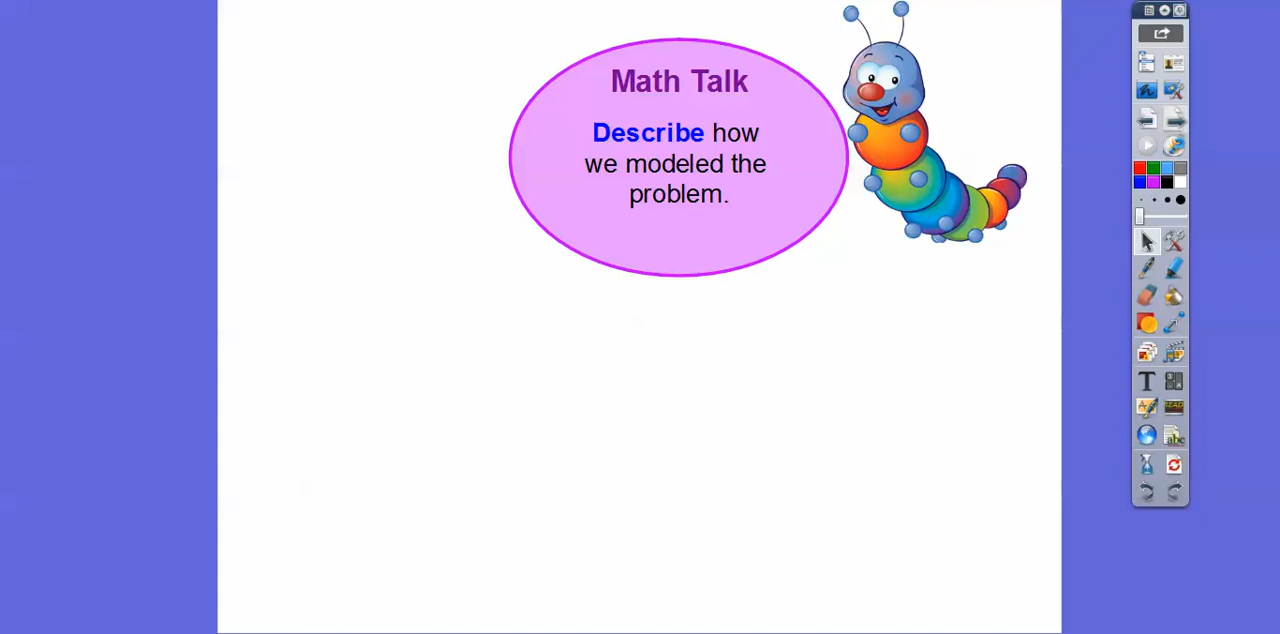 Math Talk
Describe how
we modeled the
problem.